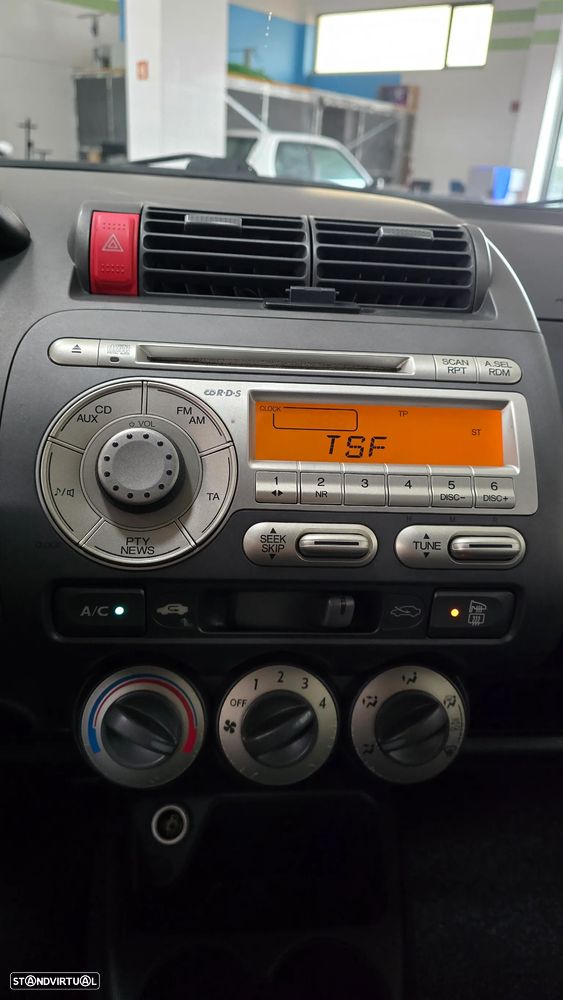 SCAN
RPT
A.SEL
RDM
CD
AUX
FM
AM
VOL
TA
PTY
NEWS
R·D·S
CLOCK
TP
ST
TSF
1
2
NR
3
4
5
DISC-
6
DISC+
SEEK
SKIP
TUNE
H M R
CLOCK
A/C
OFF 1 2 3 4
STANDVIRTUAL